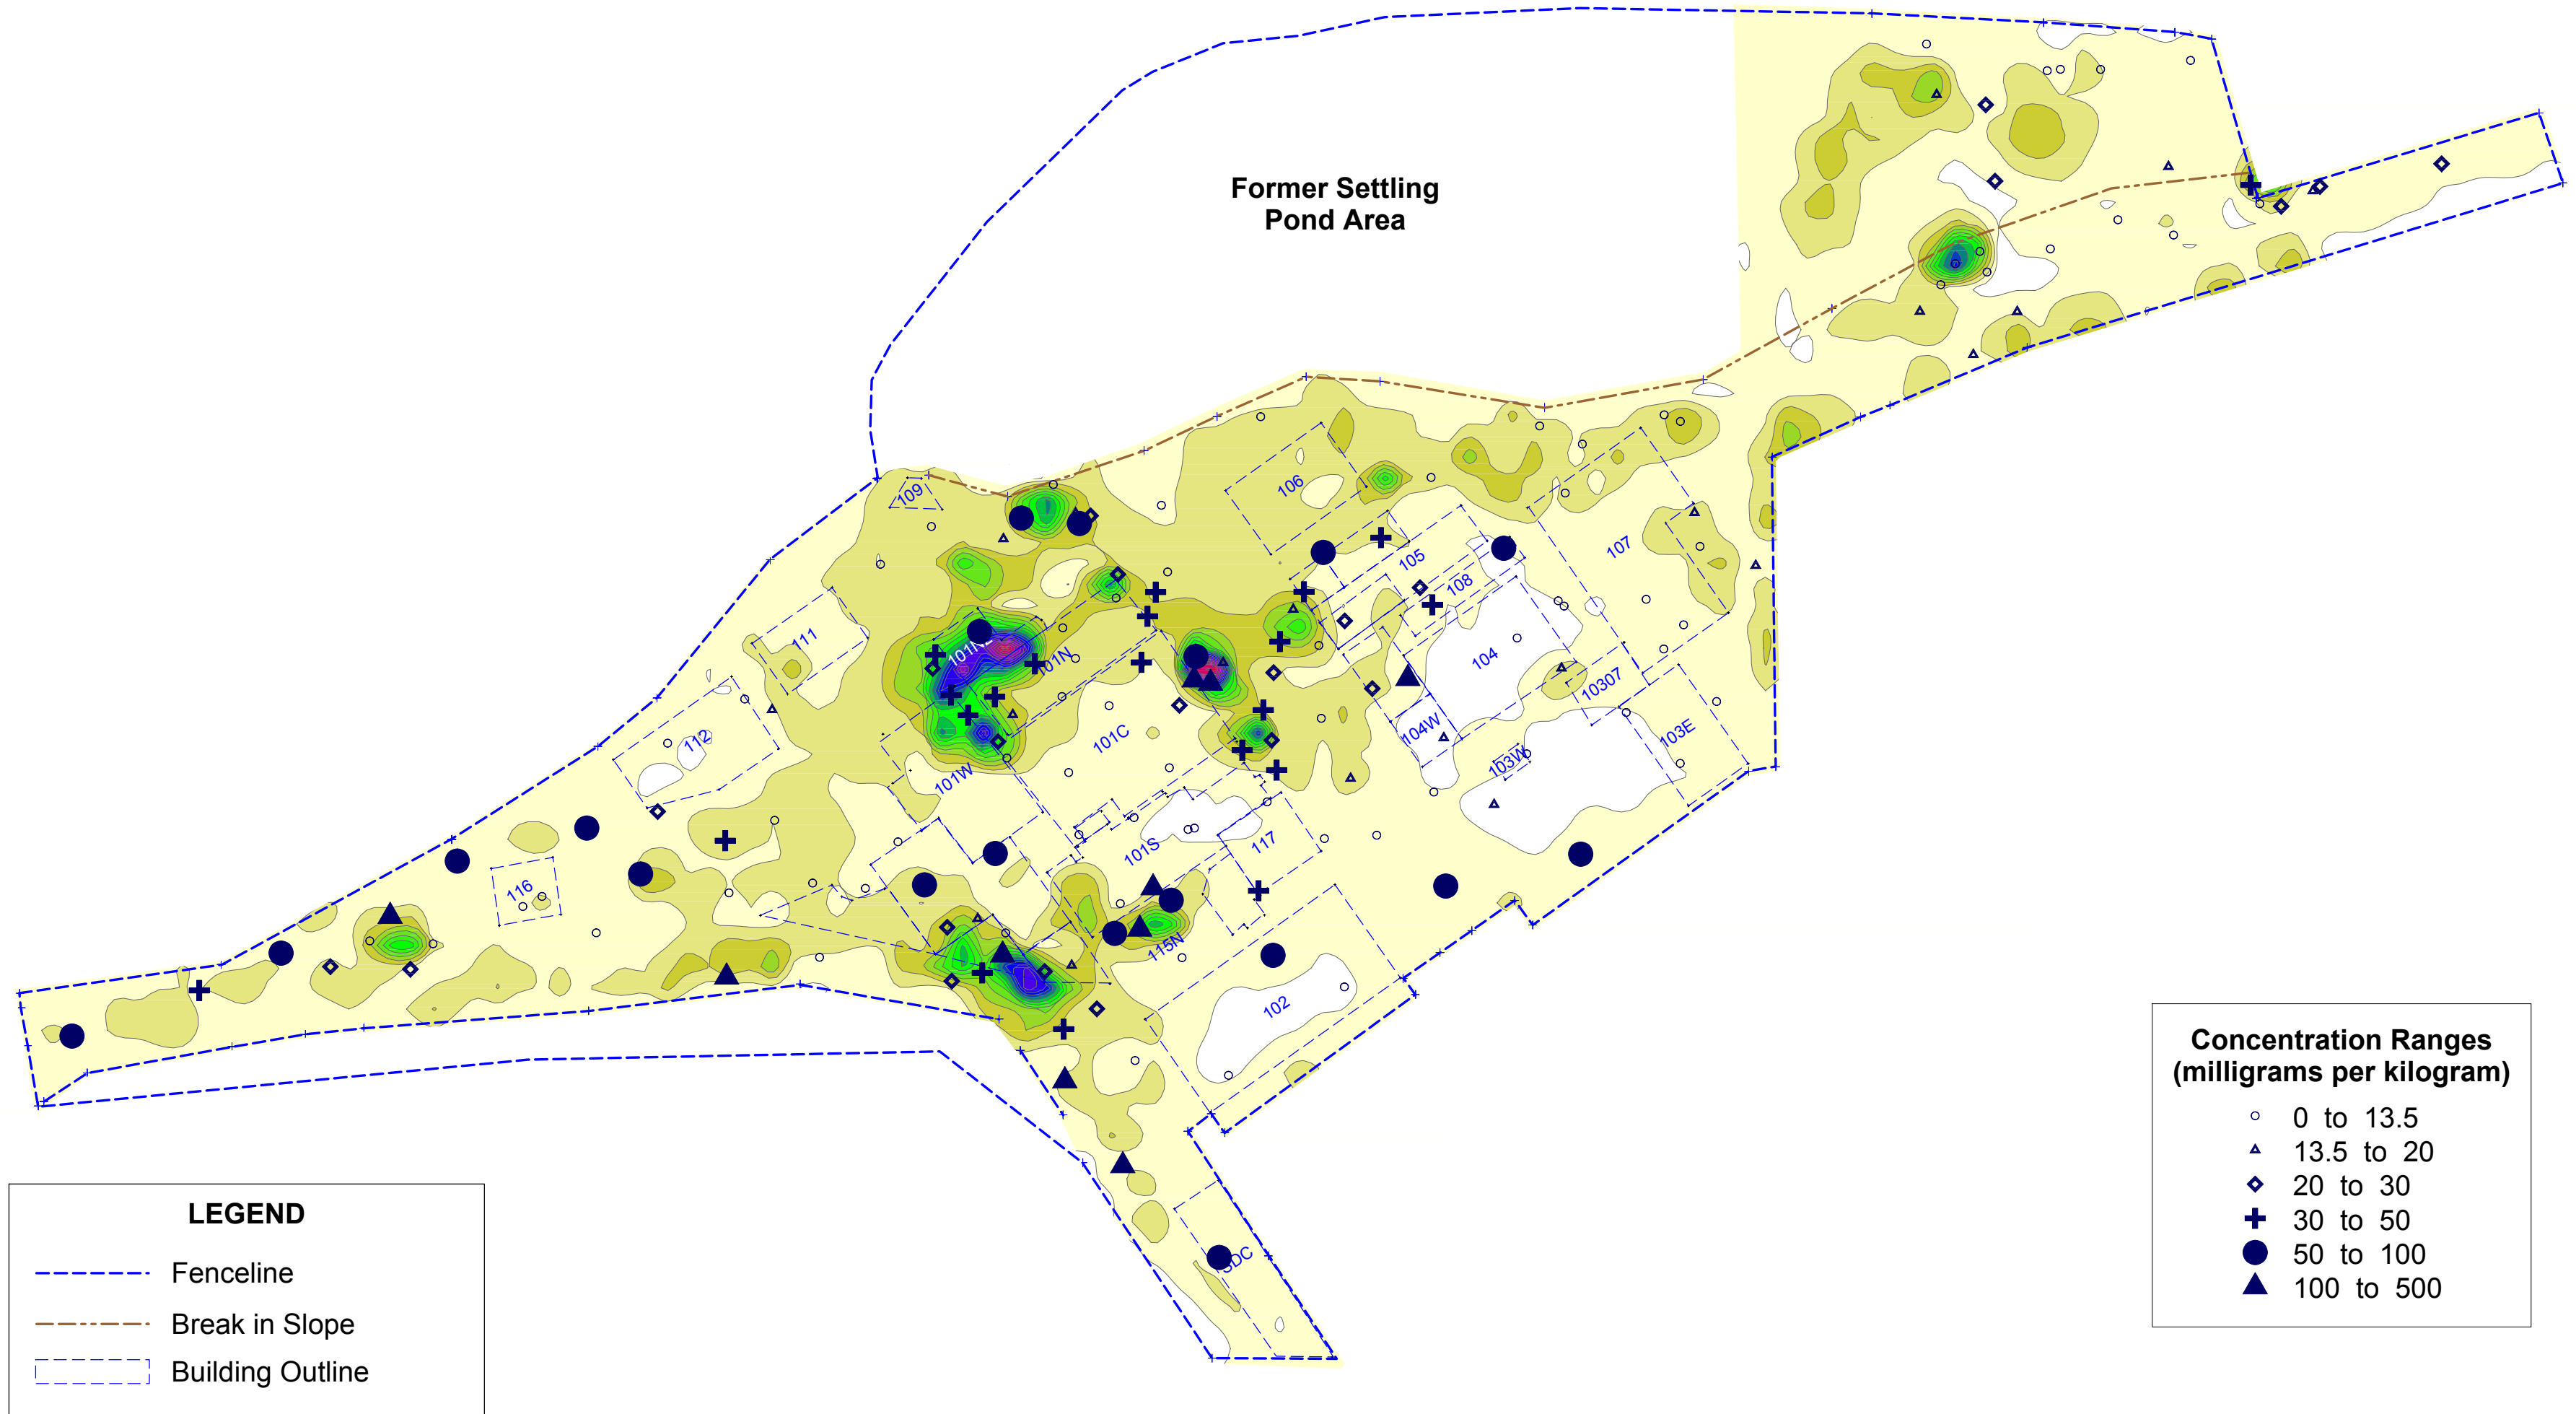 Former Settling
Pond Area
109
106
107
105
108
111
101NE
101N
104
10307
112
104W
103E
101C
103W
101W
101S
117
116
115N
102
SDC
LEGEND
Fenceline
Break in Slope
Building Outline
Concentration Ranges
(milligrams per kilogram)
0 to 13.5
13.5 to 20
20 to 30
30 to 50
50 to 100
100 to 500